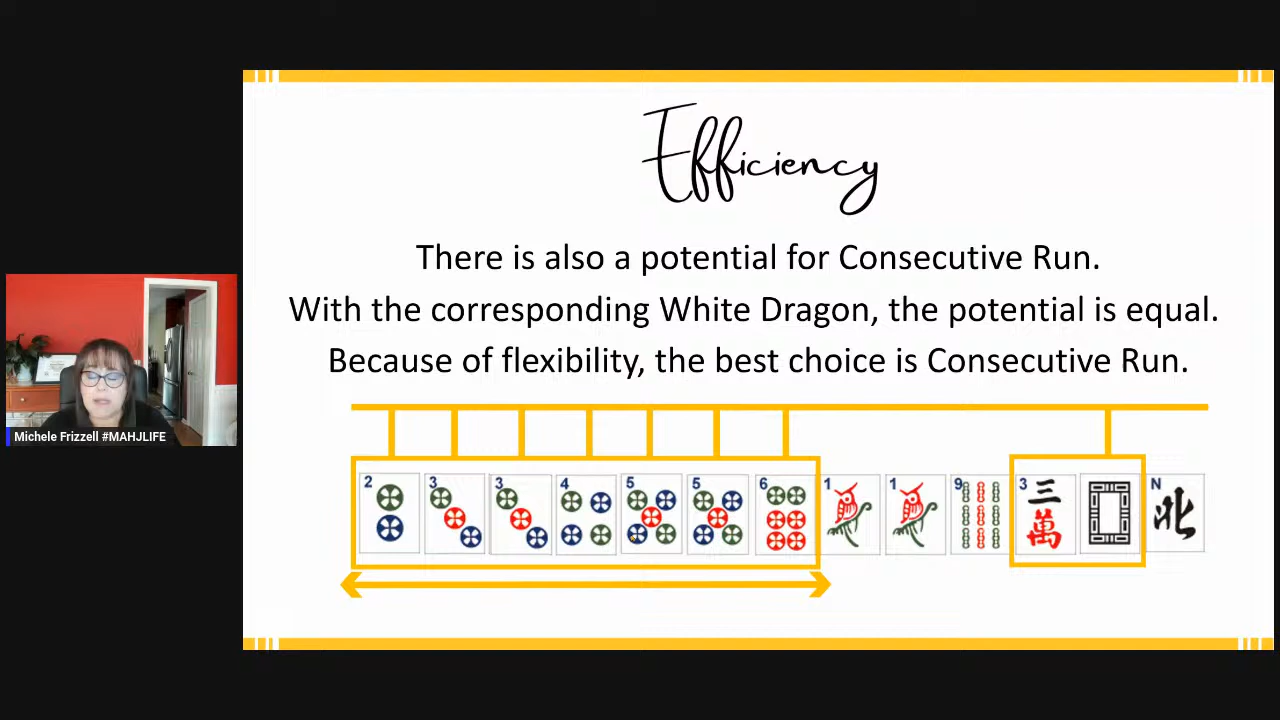 Efficiency
There is also a potential for Consecutive Run.
With the corresponding White Dragon, the potential is equal.
Because of flexibility, the best choice is Consecutive Run.
2 3 3 4 5 5 6 1 1 9 3 N
三 北
萬
Michele Frizzell #MAHJLIFE